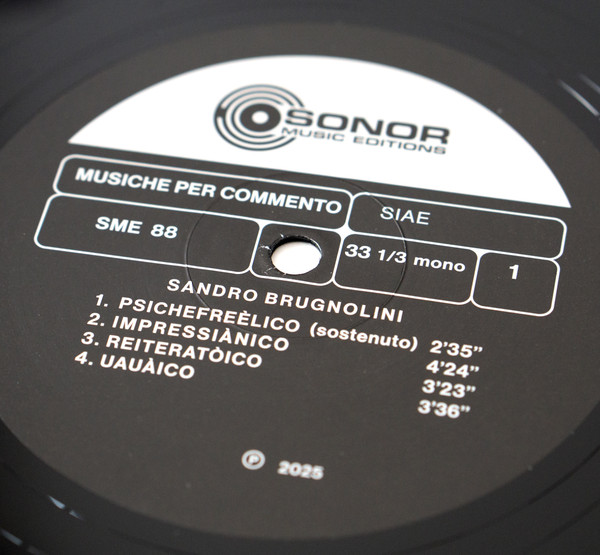 SONOR
MUSIC EDITIONS
MUSICHE PER COMMENTO
SIAE
SME 88
33 1/3 mono
1
SANDRO BRUGNOLINI
1. PSICHEFREÈLICO (sostenuto) 2'35"
2. IMPRESSIÀNICO 4'24"
3. REITERATÒICO 3'23"
4. UAUÀICO 3'36"
℗ 2025